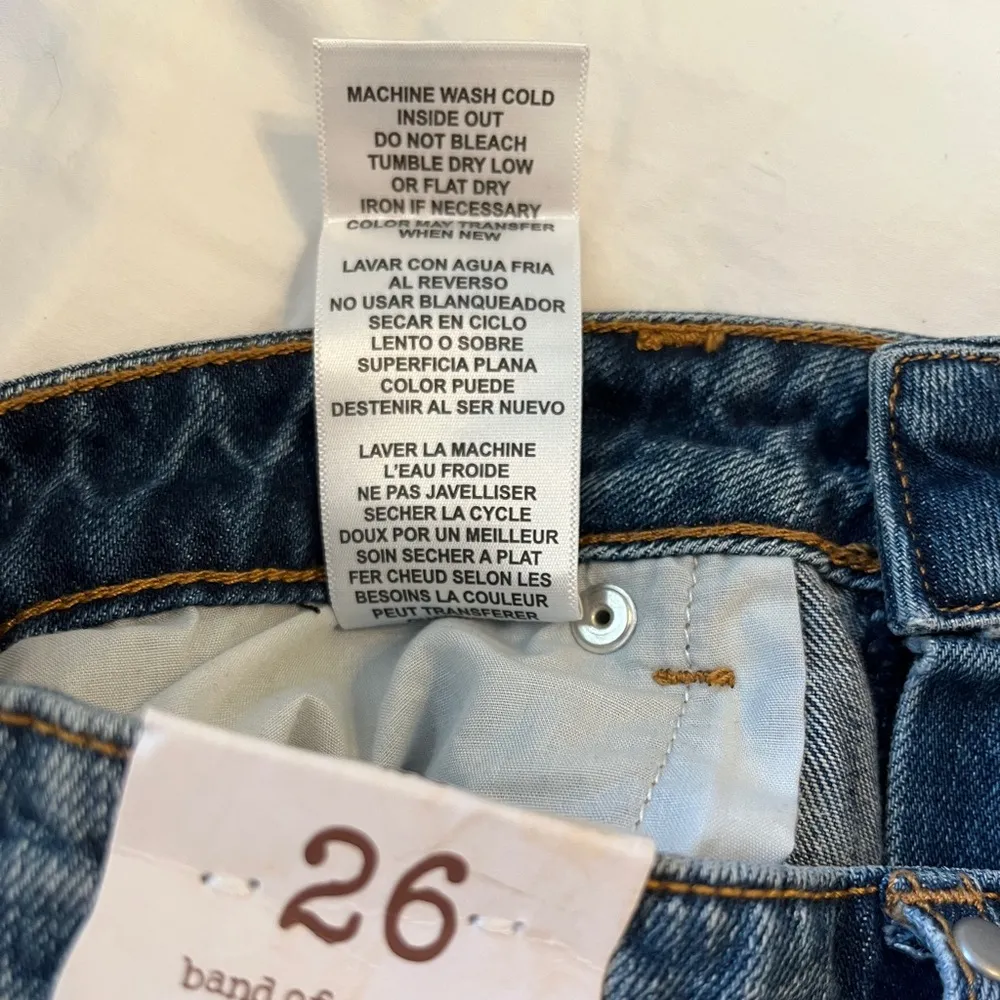 MACHINE WASH COLD
INSIDE OUT
DO NOT BLEACH
TUMBLE DRY LOW
OR FLAT DRY
IRON IF NECESSARY
COLOR MAY TRANSFER
WHEN NEW
LAVAR CON AGUA FRIA
AL REVERSO
NO USAR BLANQUEADOR
SECAR EN CICLO
LENTO O SOBRE
SUPERFICIA PLANA
COLOR PUEDE
DESTENIR AL SER NUEVO
LAVER LA MACHINE
L'EAU FROIDE
NE PAS JAVELLISER
SECHER LA CYCLE
DOUX POR UN MEILLEUR
SOIN SECHER A PLAT
FER CHEUD SELON LES
BESOINS LA COULEUR
PEUT TRANSFERER
26
band of